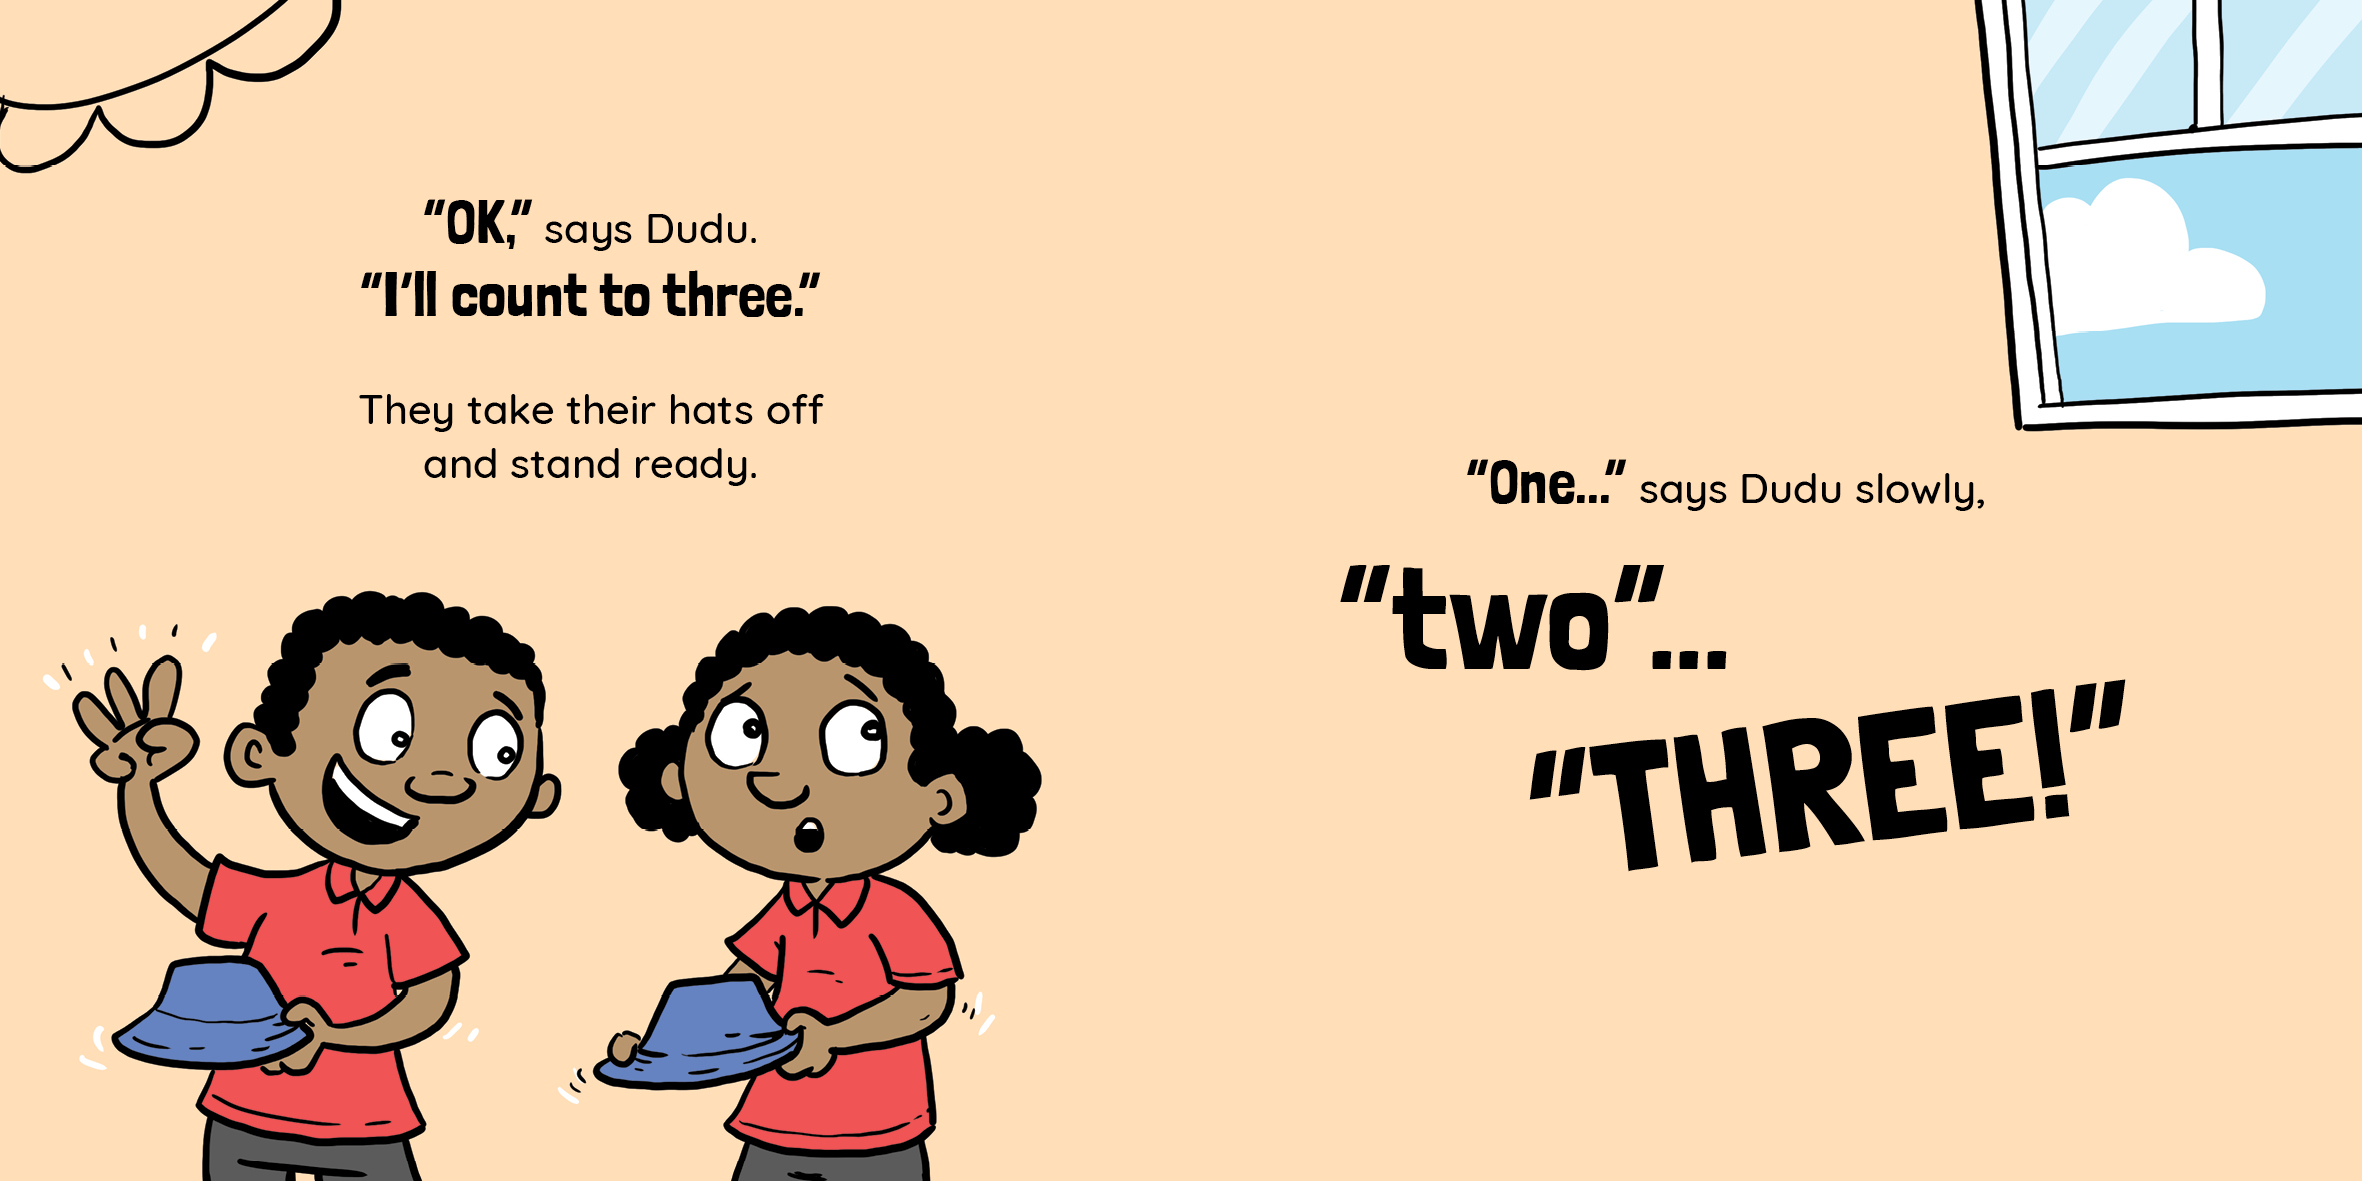 “OK,” says Dudu.
“I’ll count to three.”
They take their hats off
and stand ready.
“One...” says Dudu slowly,
“two”...
“THREE!”